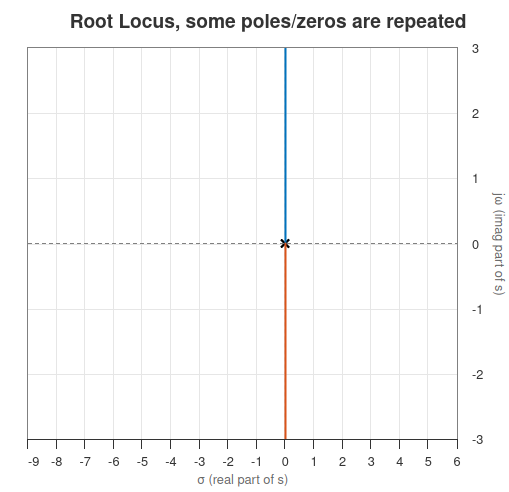 Root Locus, some poles/zeros are repeated
3
2
1
0
-1
-2
-3
jω (imag part of s)
-9 -8 -7 -6 -5 -4 -3 -2 -1 0 1 2 3 4 5 6
σ (real part of s)